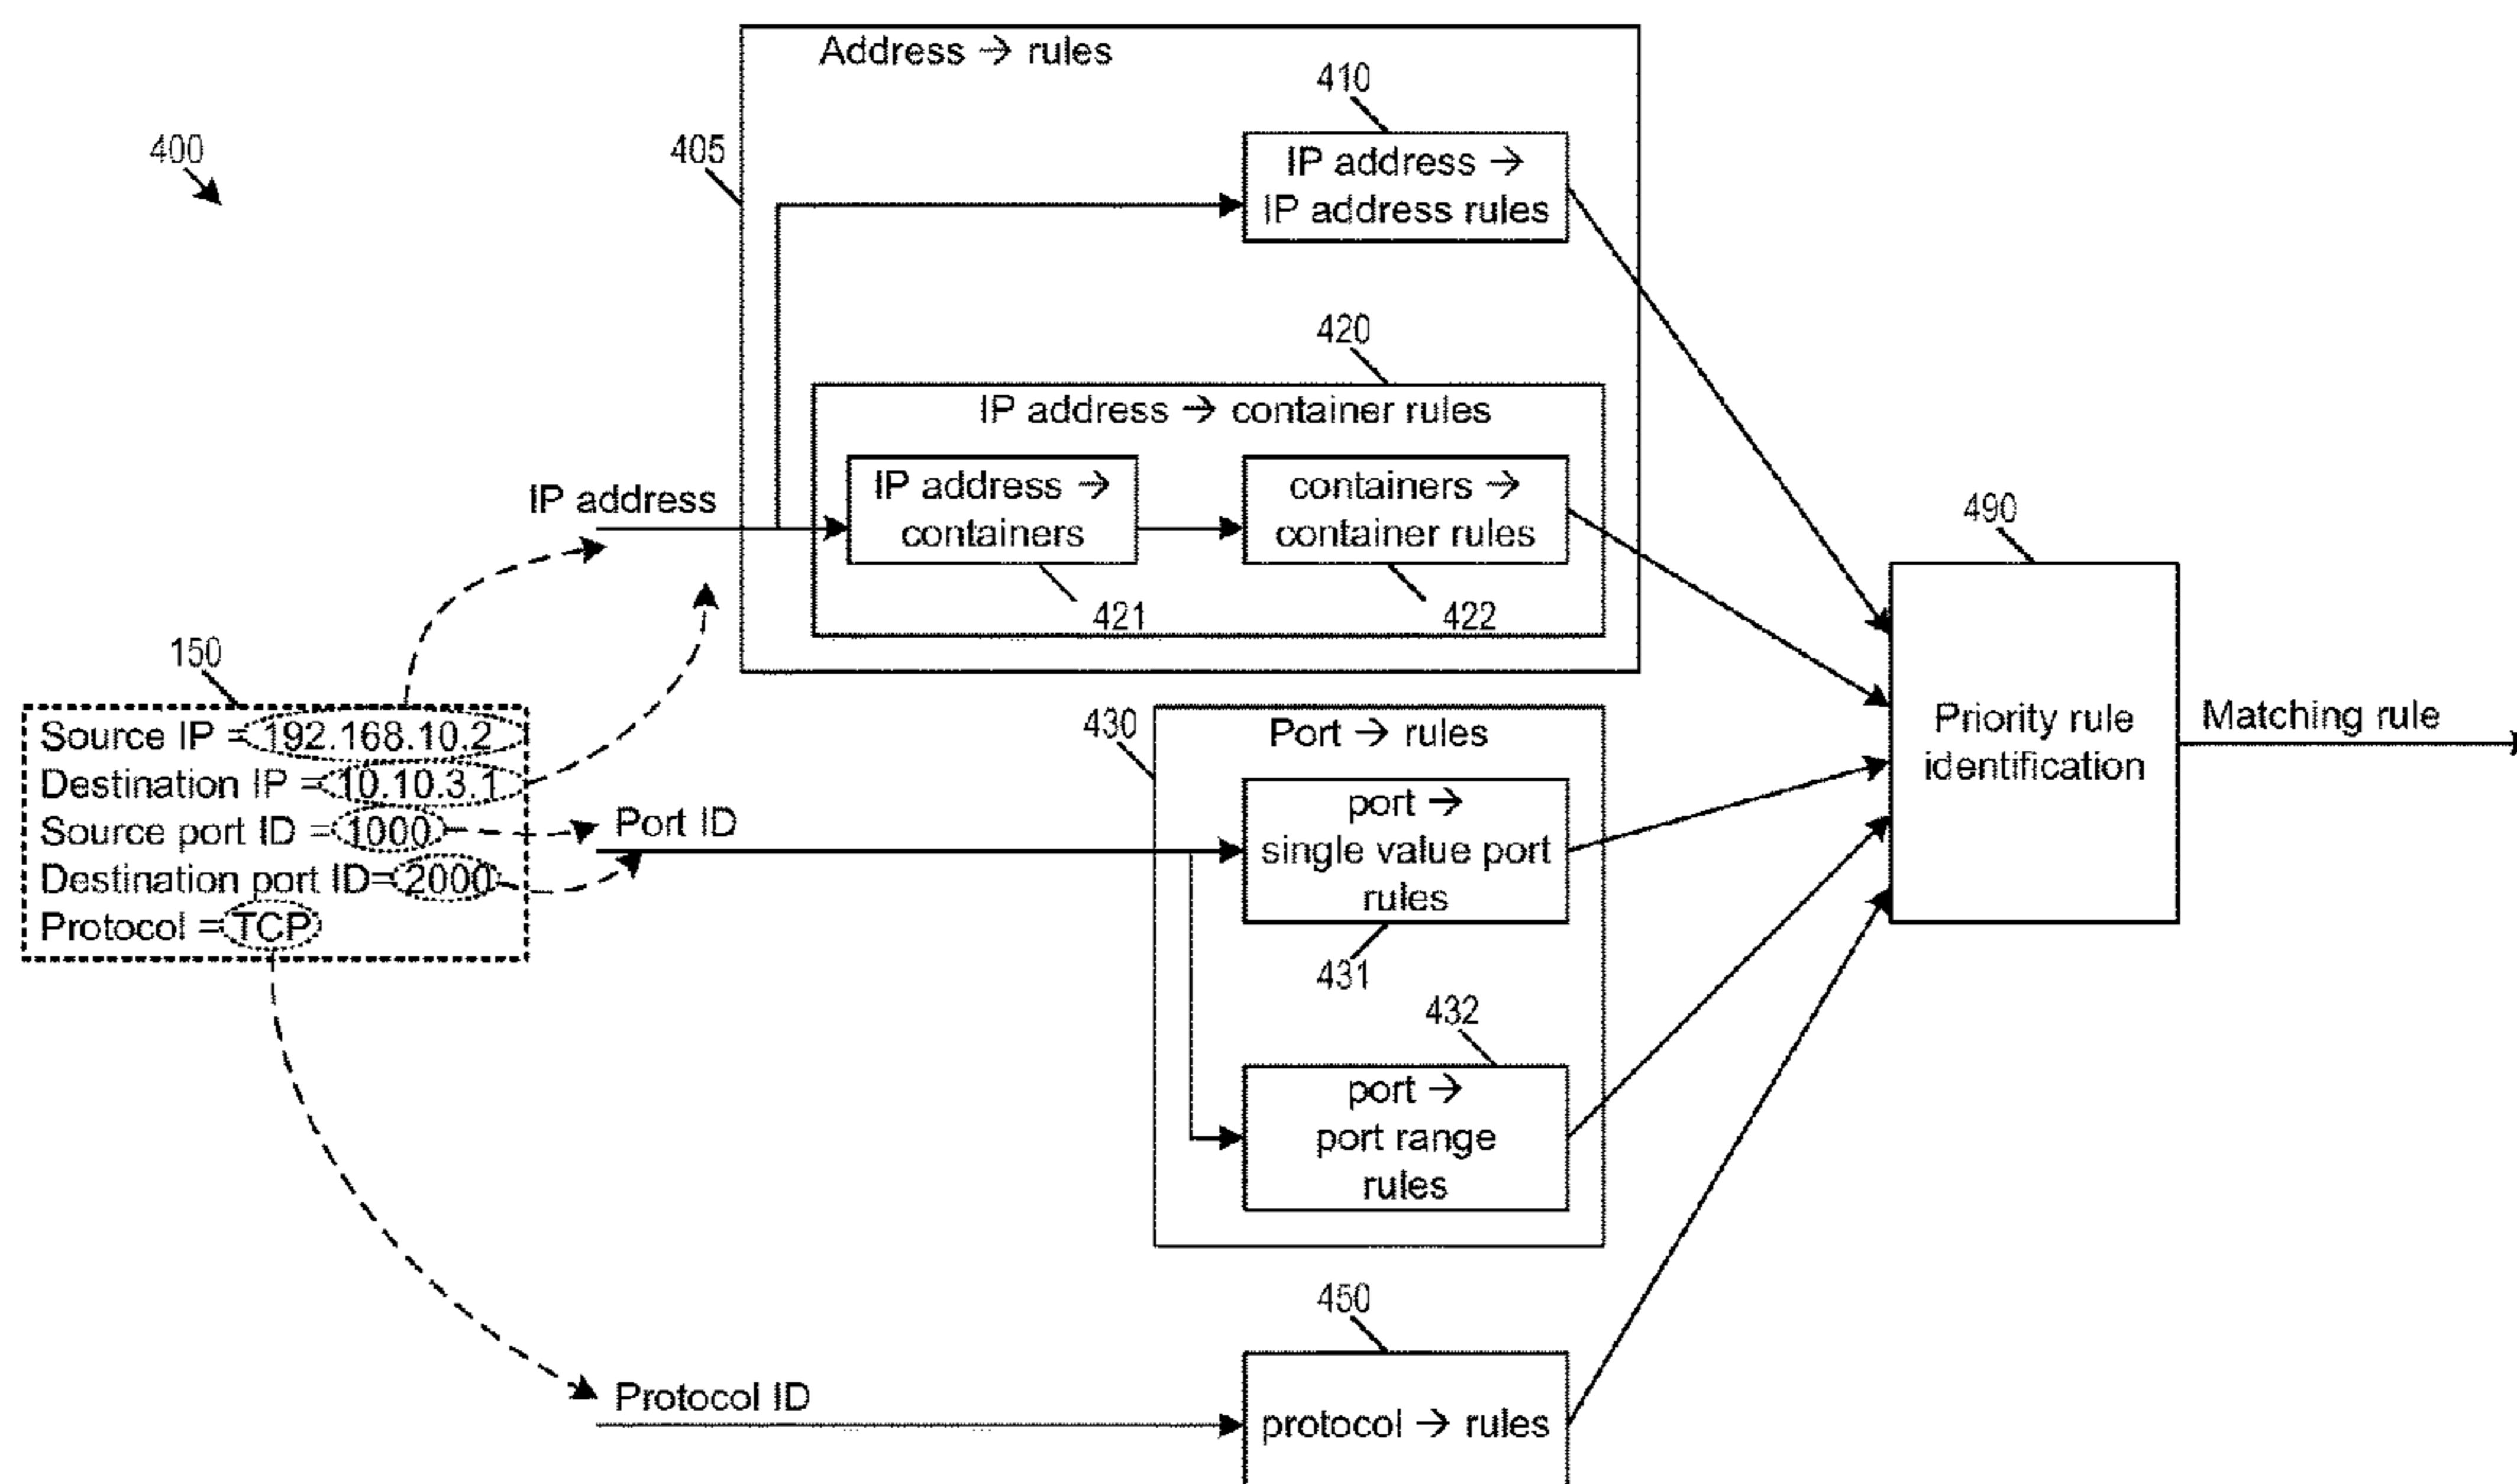 Address → rules
410
400
405
IP address →
IP address rules
420
IP address → container rules
IP address
IP address →
containers
containers →
container rules
421
422
490
150
Source IP = 192.168.10.2
Destination IP = 10.10.3.1
Source port ID = 1000
Destination port ID= 2000
Protocol = TCP
Port ID
430
Port → rules
port →
single value port
rules
431
432
port →
port range
rules
Priority rule
identification
Matching rule
450
Protocol ID
protocol → rules